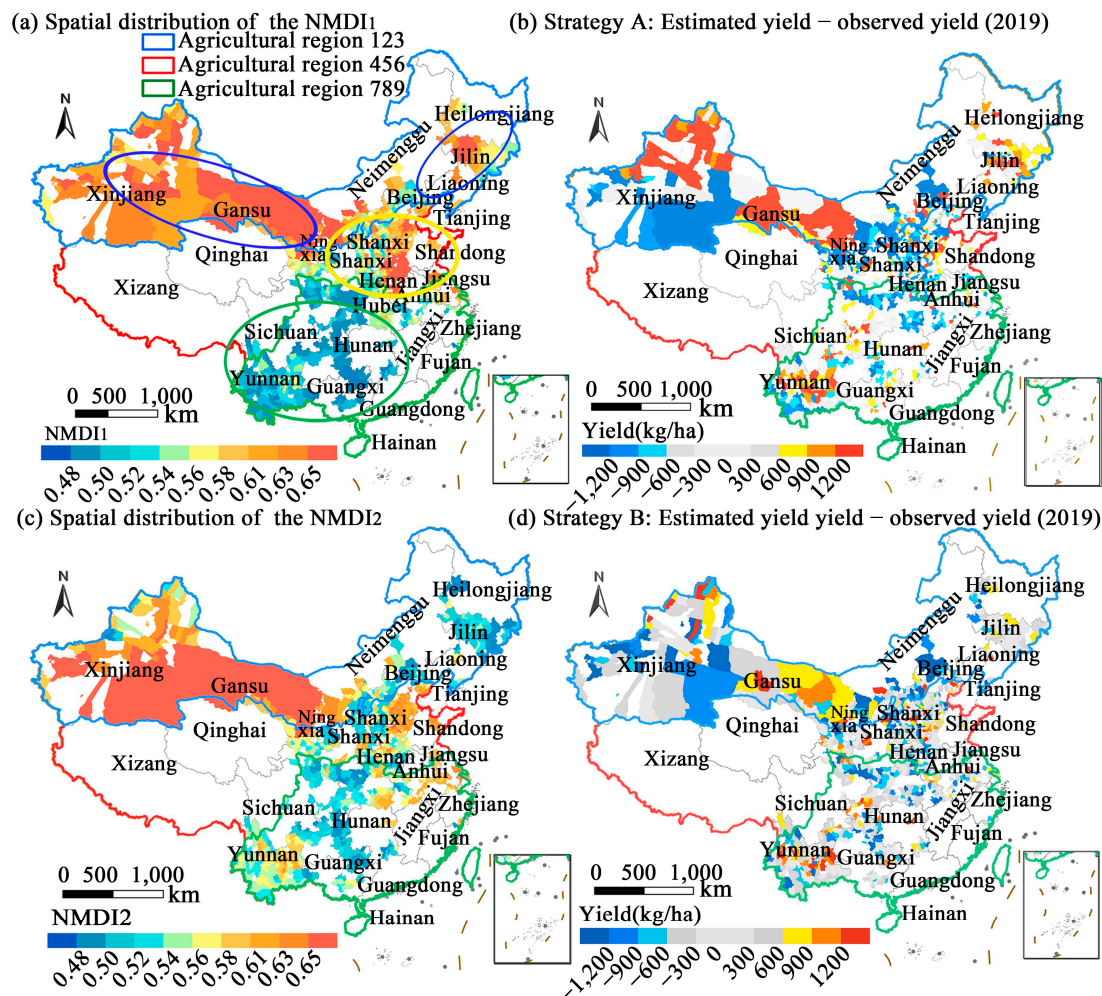 (a) Spatial distribution of the NMDI1
Agricultural region 123
Agricultural region 456
Agricultural region 789
N
Heilongjiang
Neimenggu
Jilin
Liaoning
Beijing
Tianjing
Xinjiang
Gansu
Ning
xia
Shanxi
Shanxi
Shandong
Qinghai
Henan
Jiangsu
Anhui
Xizang
Hubei
Sichuan
Hunan
Jiangxi
Zhejiang
Fujan
Yunnan
Guangxi
Guangdong
Hainan
0 500 1,000
km
NMDI1
0.48 0.50 0.52 0.54 0.56 0.58 0.61 0.63 0.65
(b) Strategy A: Estimated yield − observed yield (2019)
N
Heilongjiang
Neimenggu
Jilin
Liaoning
Beijing
Tianjing
Xinjiang
Gansu
Ning
xia
Shanxi
Shanxi
Shandong
Qinghai
Henan
Jiangsu
Anhui
Xizang
Sichuan
Hunan
Jiangxi
Zhejiang
Fujan
Yunnan
Guangxi
Guangdong
Hainan
0 500 1,000
km
Yield(kg/ha)
−1,200 −900 −600 −300 0 300 600 900 1200
(c) Spatial distribution of the NMDI2
N
Heilongjiang
Neimenggu
Jilin
Liaoning
Beijing
Tianjing
Xinjiang
Gansu
Ning
xia
Shanxi
Shanxi
Shandong
Qinghai
Henan
Jiangsu
Anhui
Xizang
Sichuan
Hunan
Jiangxi
Zhejiang
Fujan
Yunnan
Guangxi
Guangdong
Hainan
0 500 1,000
km
NMDI2
0.48 0.50 0.52 0.54 0.56 0.58 0.61 0.63 0.65
(d) Strategy B: Estimated yield yield − observed yield (2019)
N
Heilongjiang
Neimenggu
Jilin
Liaoning
Beijing
Tianjing
Xinjiang
Gansu
Ning
xia
Shanxi
Shanxi
Shandong
Qinghai
Henan
Jiangsu
Anhui
Xizang
Sichuan
Hunan
Jiangxi
Zhejiang
Fujan
Yunnan
Guangxi
Guangdong
Hainan
0 500 1,000
km
Yield(kg/ha)
−1,200 −900 −600 −300 0 300 600 900 1200